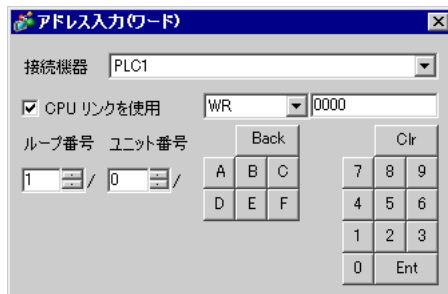 アドレス入力(ワード)
接続機器 PLC1
CPU リンクを使用 WR 0000
ループ番号 ユニット番号
1 / 0 /
Back Clr
A B C 7 8 9
D E F 4 5 6
1 2 3
0 Ent